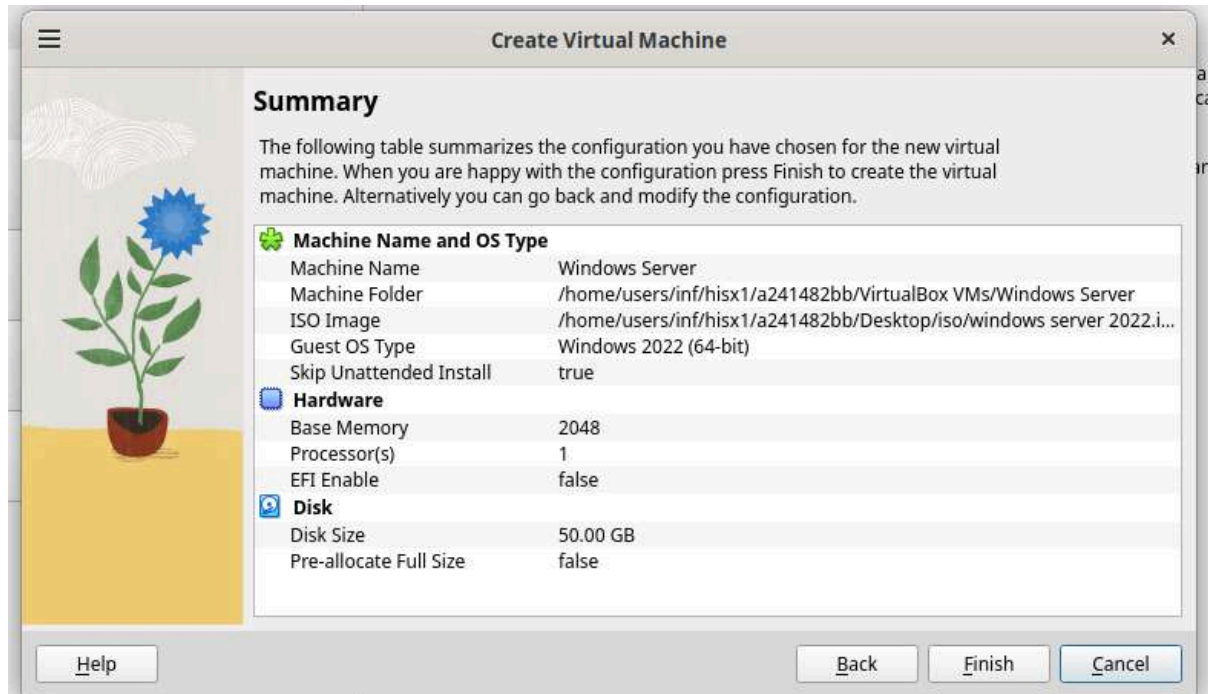 Create Virtual Machine
Summary
The following table summarizes the configuration you have chosen for the new virtual
machine. When you are happy with the configuration press Finish to create the virtual
machine. Alternatively you can go back and modify the configuration.
Machine Name and OS Type
Machine Name Windows Server
Machine Folder /home/users/inf/hisx1/a241482bb/VirtualBox VMs/Windows Server
ISO Image /home/users/inf/hisx1/a241482bb/Desktop/iso/windows server 2022.i...
Guest OS Type Windows 2022 (64-bit)
Skip Unattended Install true
Hardware
Base Memory 2048
Processor(s) 1
EFI Enable false
Disk
Disk Size 50.00 GB
Pre-allocate Full Size false
Help Back Finish Cancel